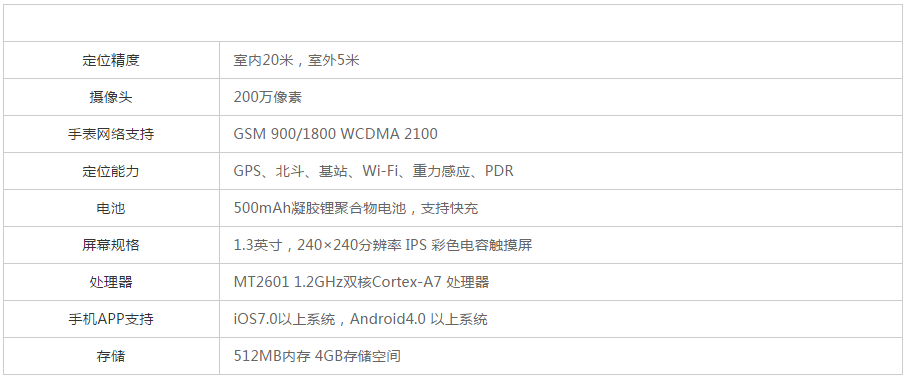 定位精度 室内20米，室外5米
摄像头 200万像素
手表网络支持 GSM 900/1800 WCDMA 2100
定位能力 GPS、北斗、基站、Wi-Fi、重力感应、PDR
电池 500mAh凝胶锂聚合物电池，支持快充
屏幕规格 1.3英寸，240×240分辨率 IPS 彩色电容触摸屏
处理器 MT2601 1.2GHz双核Cortex-A7 处理器
手机APP支持 iOS7.0以上系统，Android4.0 以上系统
存储 512MB内存 4GB存储空间